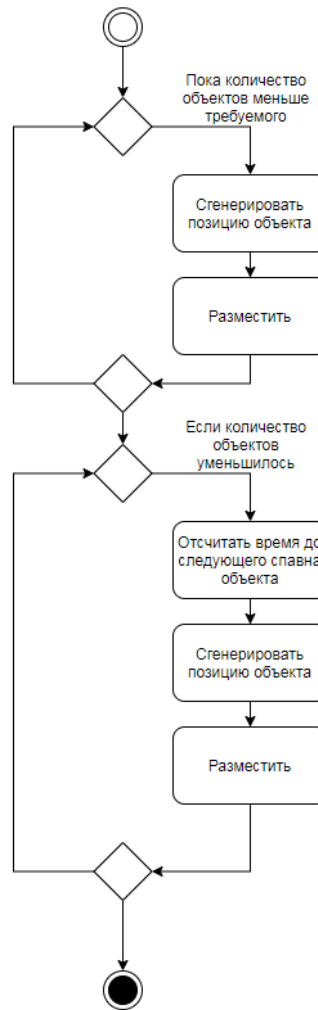 Пока количество
объектов меньше
требуемого
Сгенерировать
позицию объекта
Разместить
Если количество
объектов
уменьшилось
Отсчитать время до
следующего спавна
объекта
Сгенерировать
позицию объекта
Разместить